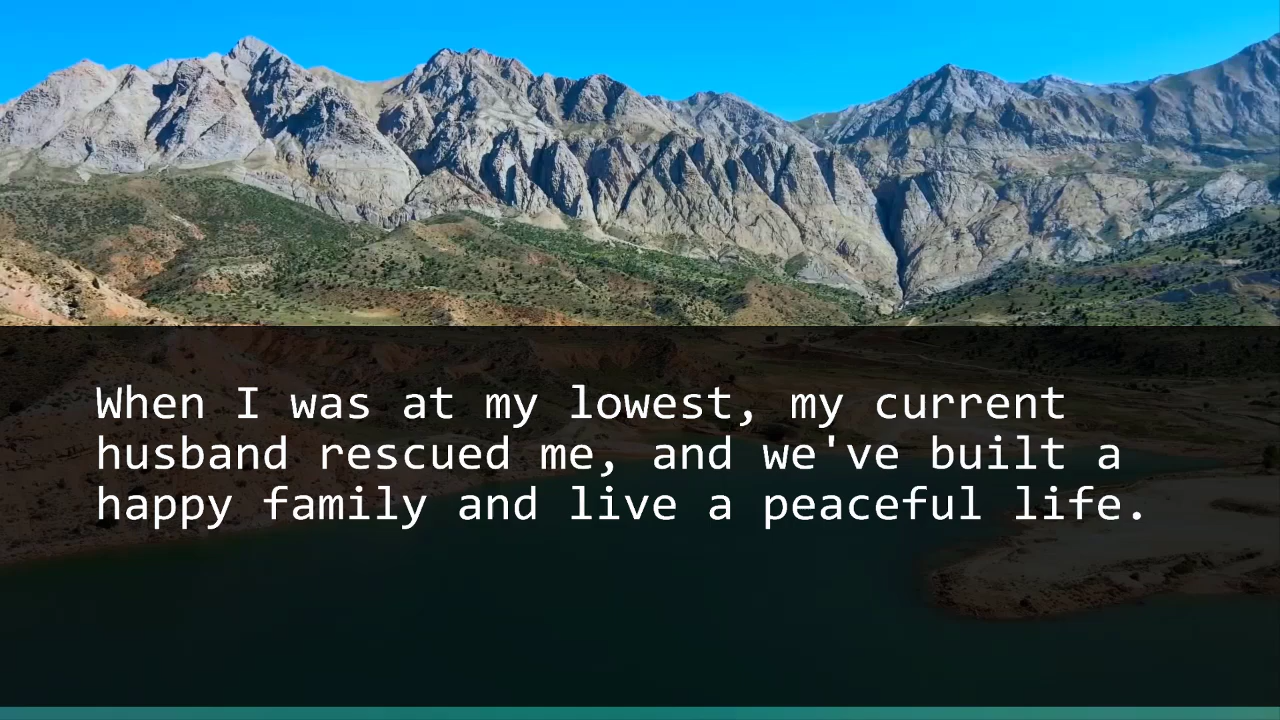 When I was at my lowest, my current
husband rescued me, and we've built a
happy family and live a peaceful life.